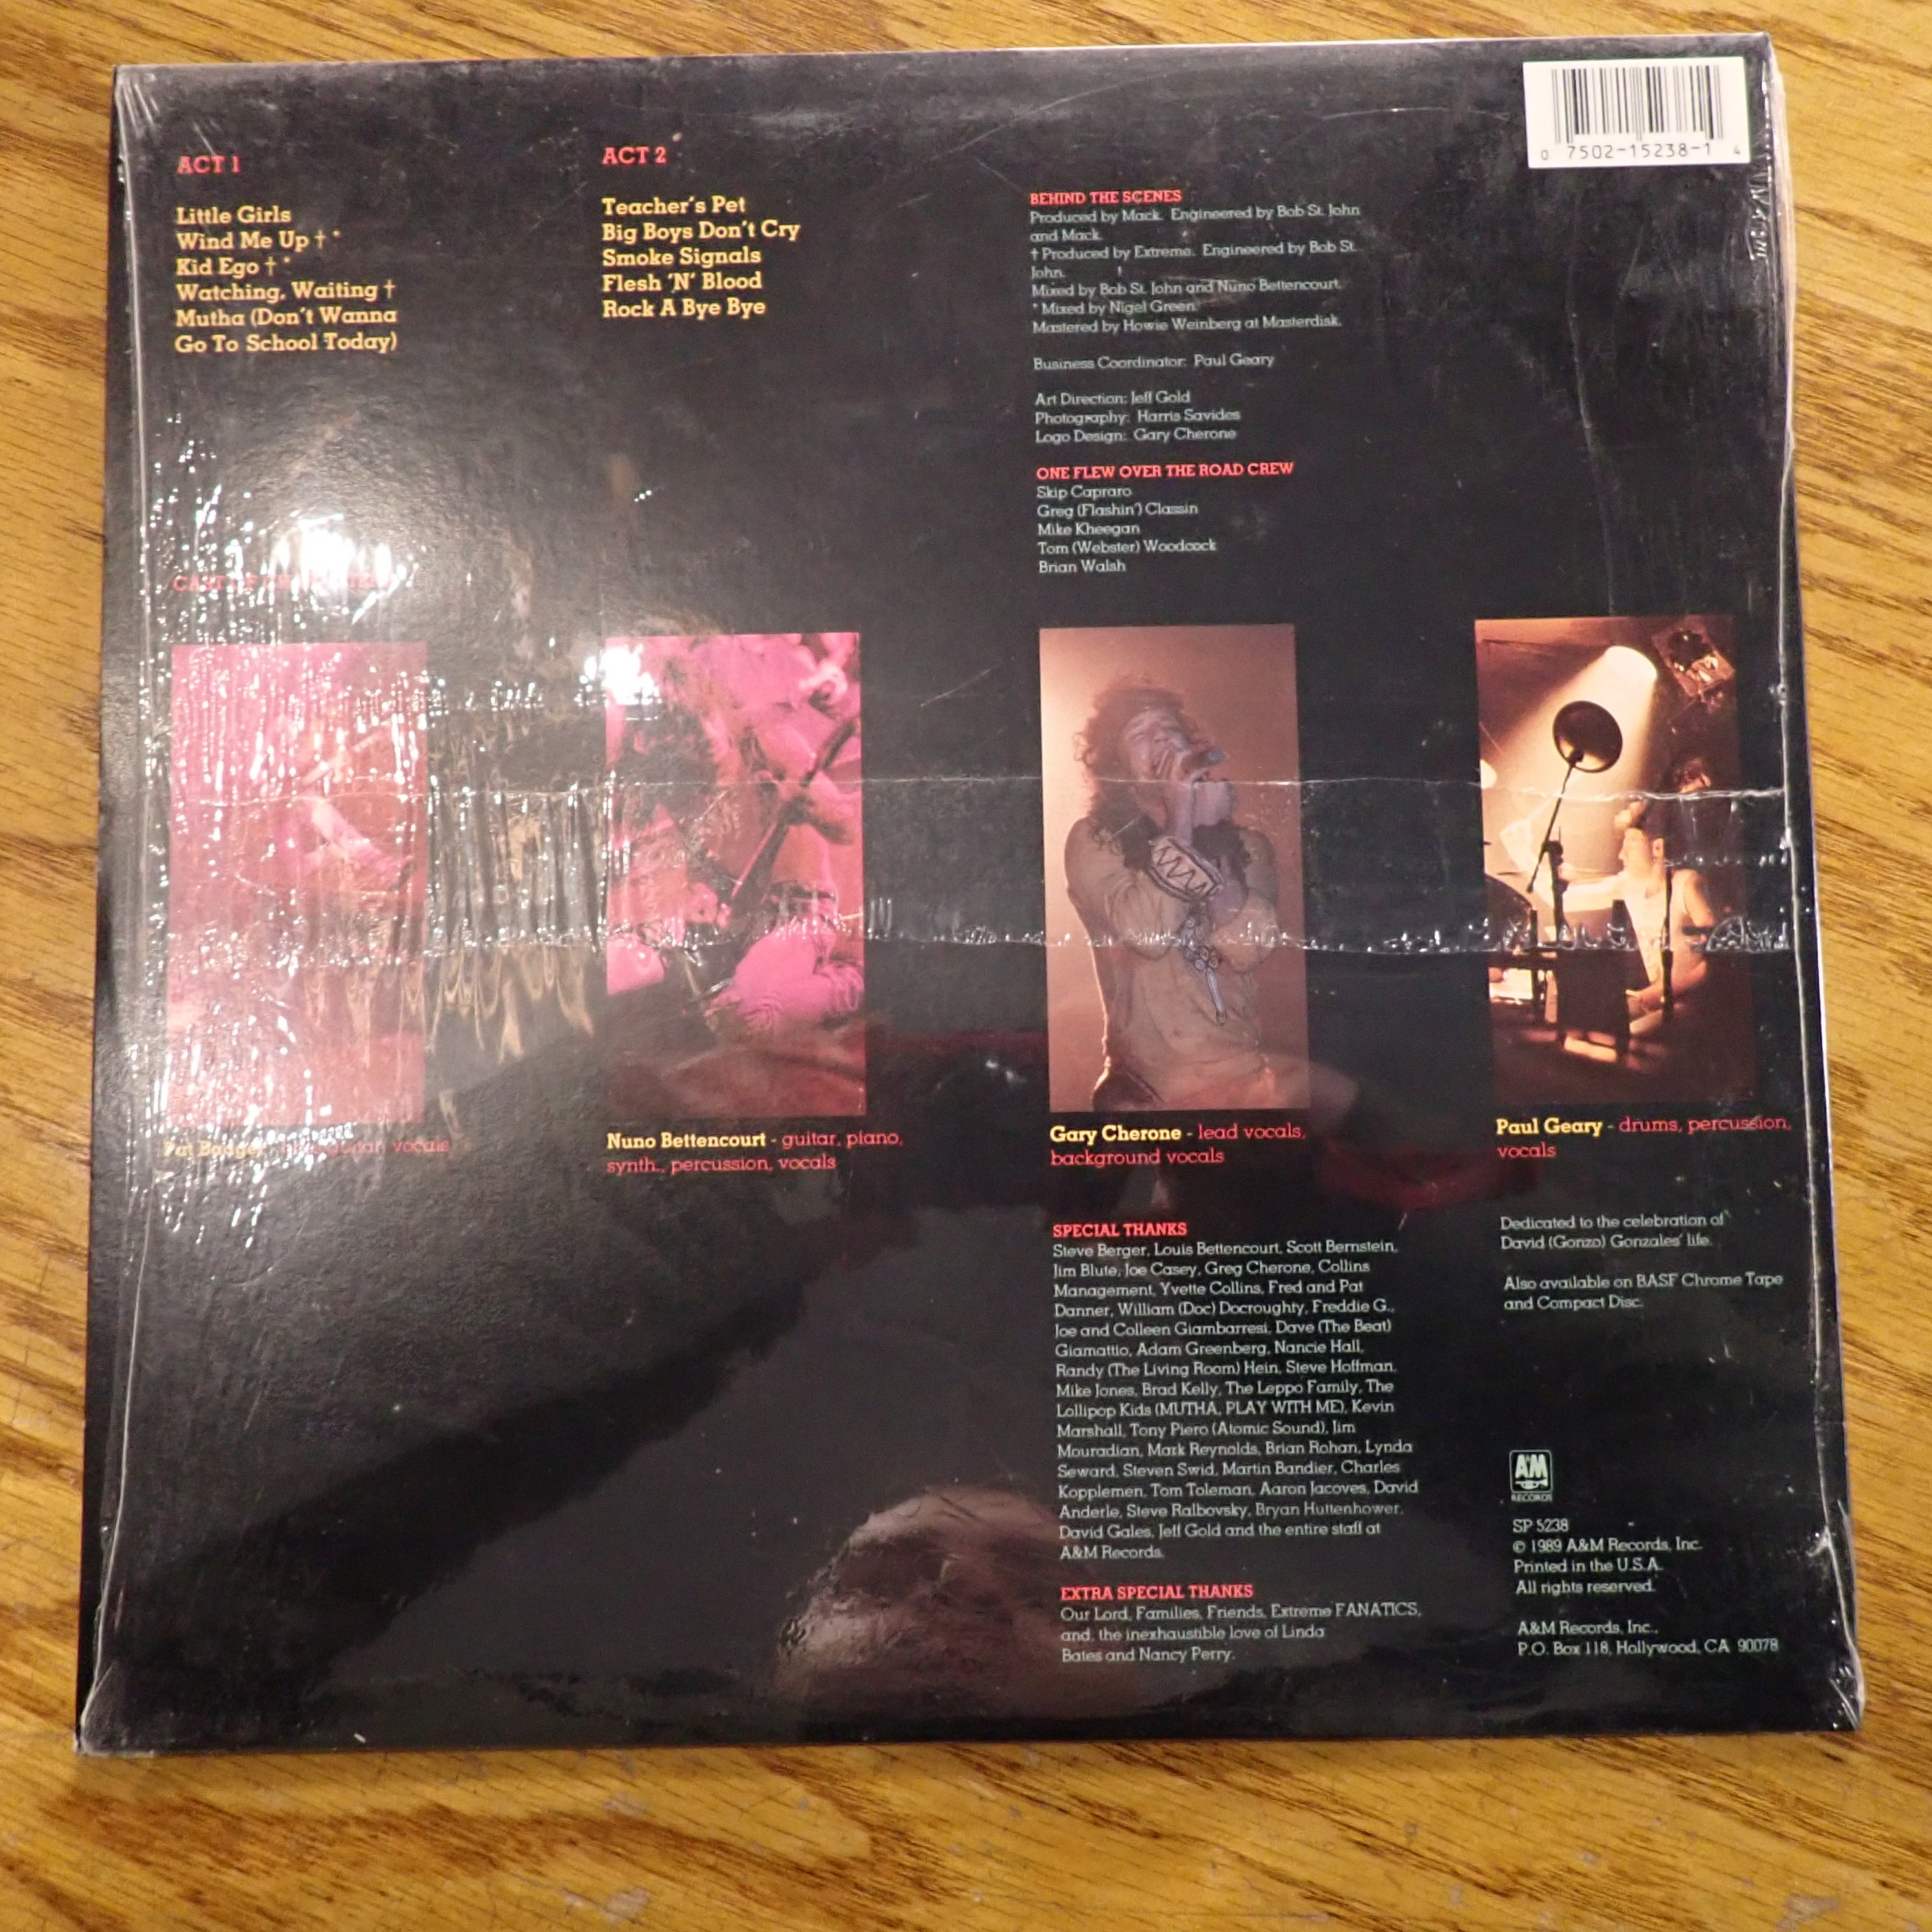 ACT 1
Little Girls
Wind Me Up † *
Kid Ego † *
Watching, Waiting †
Mutha (Don't Wanna
Go To School Today)
ACT 2
Teacher's Pet
Big Boys Don't Cry
Smoke Signals
Flesh 'N' Blood
Rock A Bye Bye
0 7502-15238-1 4
BEHIND THE SCENES
Produced by Mack. Engineered by Bob St. John
and Mack.
† Produced by Extreme. Engineered by Bob St.
John.
Mixed by Bob St. John and Nuno Bettencourt.
* Mixed by Nigel Green.
Mastered by Howie Weinberg at Masterdisk.
Business Coordinator: Paul Geary
Art Direction: Jeff Gold
Photography: Harris Savides
Logo Design: Gary Cherone
ONE FLEW OVER THE ROAD CREW
Skip Capraro
Greg (Flashin') Classin
Mike Kheegan
Tom (Webster) Woodcock
Brian Walsh
CAST OF
Pat Badger vocals
Nuno Bettencourt - guitar, piano,
synth., percussion, vocals
Gary Cherone - lead vocals,
background vocals
Paul Geary - drums, percussion,
vocals
SPECIAL THANKS
Steve Berger, Louis Bettencourt, Scott Bernstein,
Jim Blute, Joe Casey, Greg Cherone, Collins
Management, Yvette Collins, Fred and Pat
Danner, William (Doc) Docroughty, Freddie G.,
Joe and Colleen Giambarresi, Dave (The Beat)
Giamattio, Adam Greenberg, Nancie Hall,
Randy (The Living Room) Hein, Steve Hoffman,
Mike Jones, Brad Kelly, The Leppo Family, The
Lollipop Kids (MUTHA, PLAY WITH ME), Kevin
Marshall, Tony Piero (Atomic Sound), Jim
Mouradian, Mark Reynolds, Brian Rohan, Lynda
Seward, Steven Swid, Martin Bandier, Charles
Kopplemen, Tom Toleman, Aaron Jacoves, David
Anderle, Steve Ralbovsky, Bryan Huttenhower,
David Gales, Jeff Gold and the entire staff at
A&M Records.
EXTRA SPECIAL THANKS
Our Lord, Families, Friends, Extreme FANATICS,
and, the inexhaustible love of Linda
Bates and Nancy Perry.
Dedicated to the celebration of
David (Gonzo) Gonzales' life.
Also available on BASF Chrome Tape
and Compact Disc.
A&M
RECORDS
SP 5238
© 1989 A&M Records, Inc.
Printed in the U.S.A.
All rights reserved.
A&M Records, Inc.,
P.O. Box 118, Hollywood, CA 90078